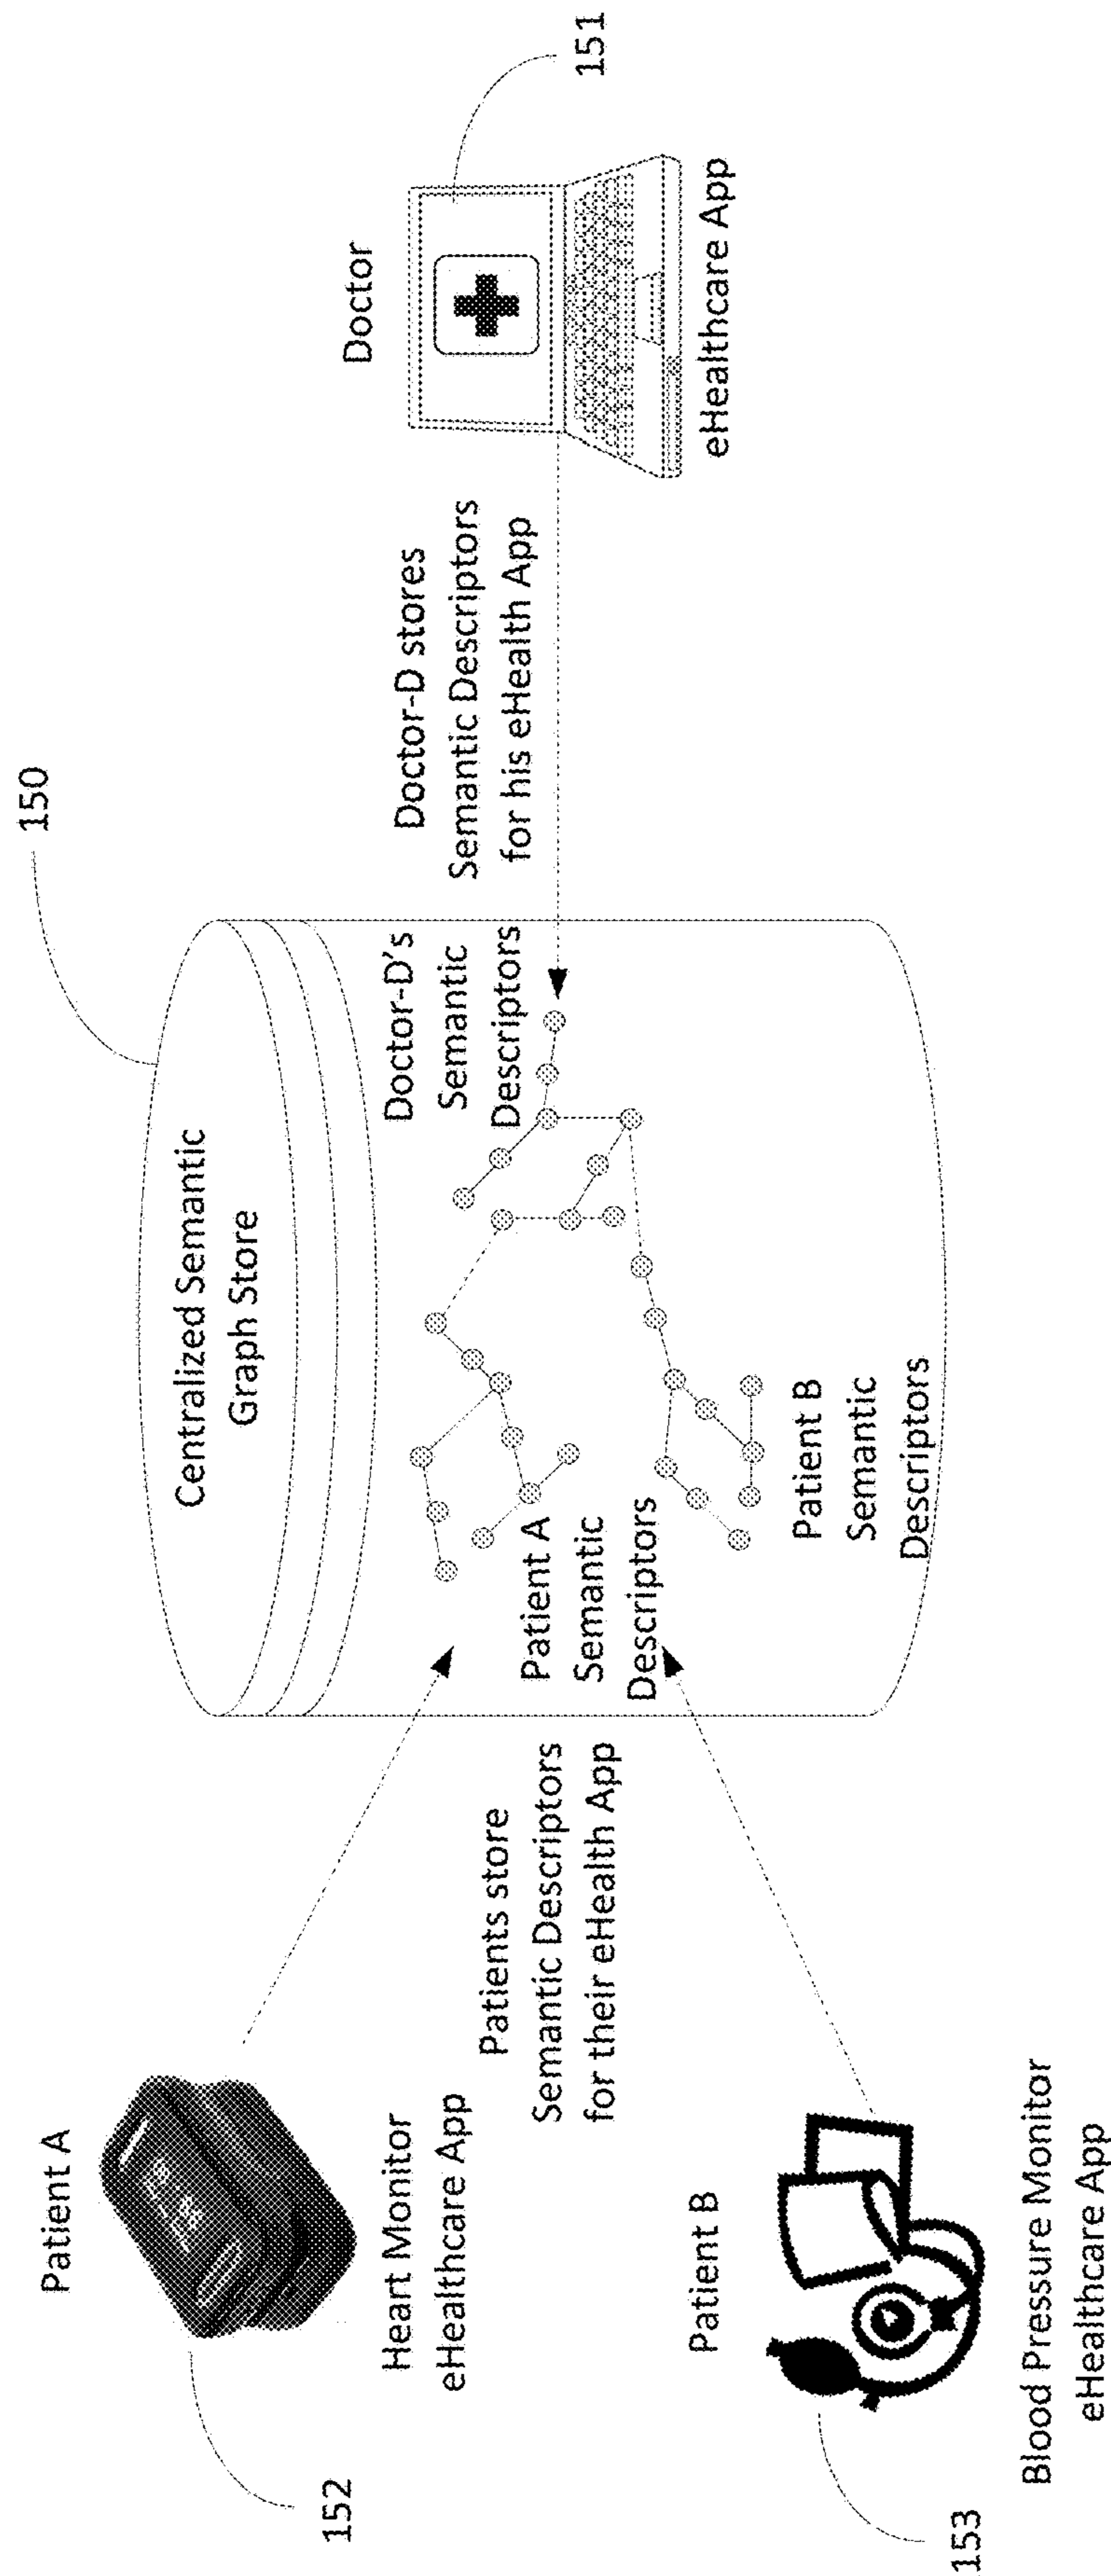 150
Centralized Semantic
Graph Store
Patient A
152
Heart Monitor
eHealthcare App
Patients store
Semantic Descriptors
for their eHealth App
Patient B
153
Blood Pressure Monitor
eHealthcare App
Patient A
Semantic
Descriptors
Patient B
Semantic
Descriptors
Doctor-D's
Semantic
Descriptors
Doctor-D stores
Semantic Descriptors
for his eHealth App
Doctor
151
eHealthcare App